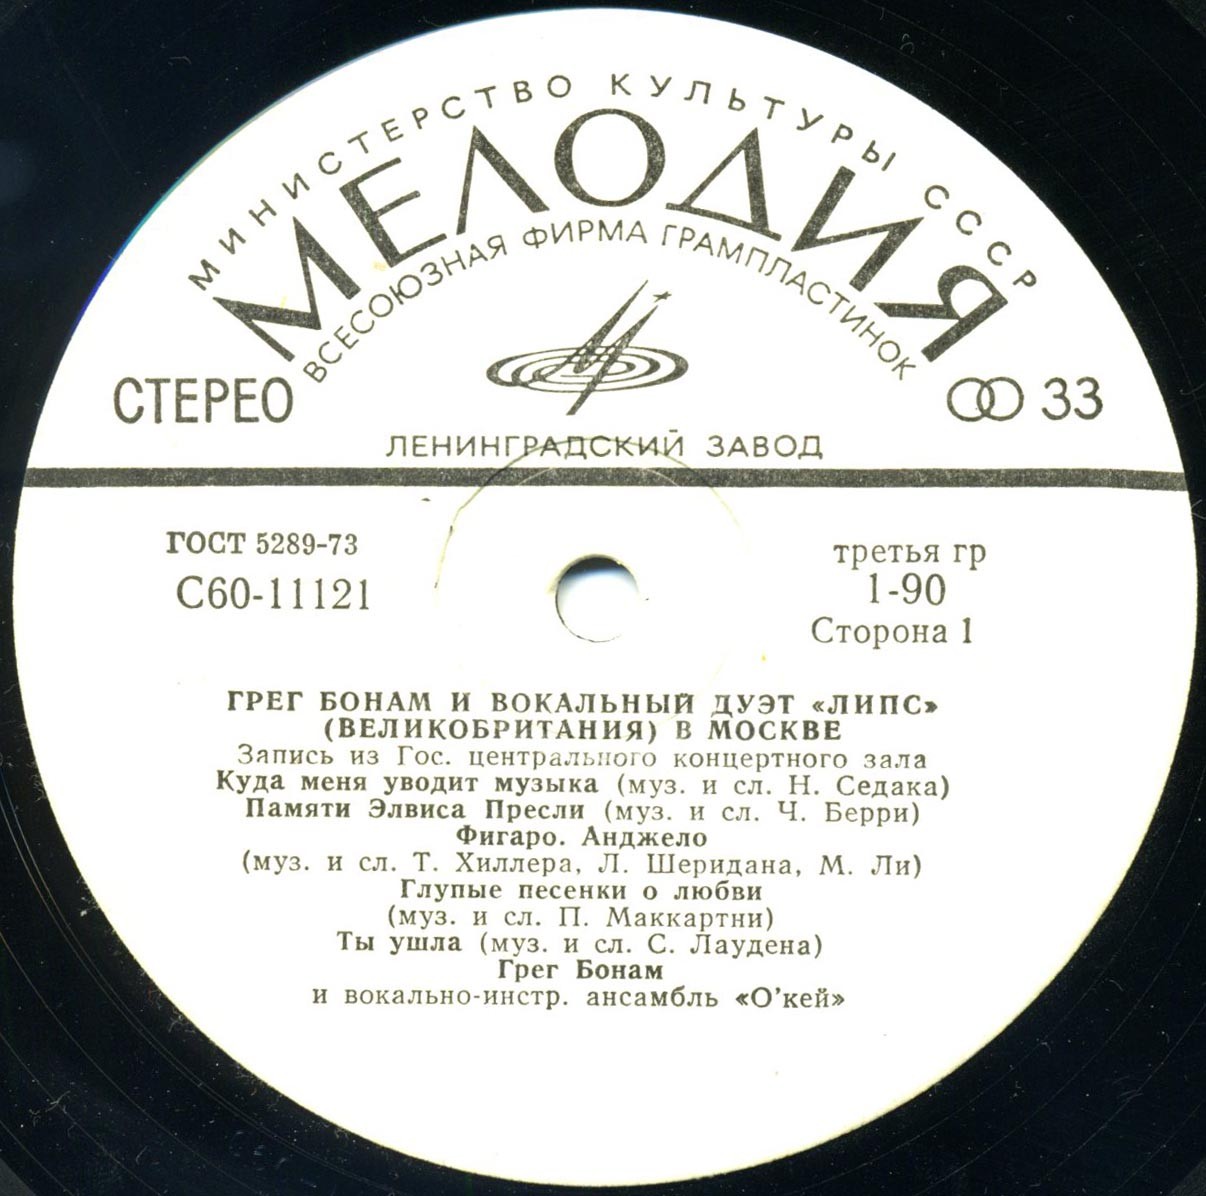 МИНИСТЕРСТВО КУЛЬТУРЫ СССР
МЕЛОДИЯ
ВСЕСОЮЗНАЯ ФИРМА ГРАМПЛАСТИНОК
СТЕРЕО
33
ЛЕНИНГРАДСКИЙ ЗАВОД
ГОСТ 5289-73
С60-11121
третья гр
1-90
Сторона 1
ГРЕГ БОНАМ И ВОКАЛЬНЫЙ ДУЭТ «ЛИПС»
(ВЕЛИКОБРИТАНИЯ) В МОСКВЕ
Запись из Гос. центрального концертного зала
Куда меня уводит музыка (муз. и сл. Н. Седака)
Памяти Элвиса Пресли (муз. и сл. Ч. Берри)
Фигаро. Анджело
(муз. и сл. Т. Хиллера, Л. Шеридана, М. Ли)
Глупые песенки о любви
(муз. и сл. П. Маккартни)
Ты ушла (муз. и сл. С. Лаудена)
Грег Бонам
и вокально-инстр. ансамбль «О'кей»